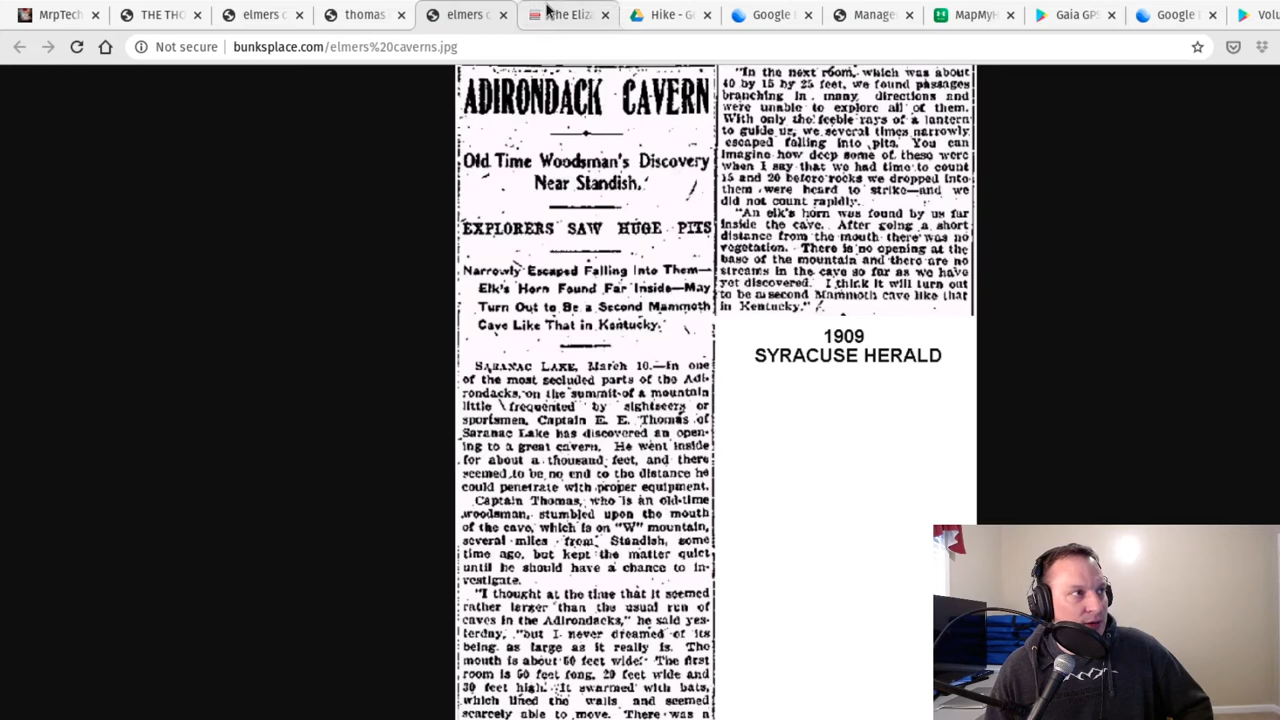 MrpTech
THE THO
elmers c
thomas
elmers c
The Eliza
Hike - Go
Google
Manage
MapMyH
Gaia GPS
Google
Volu
Not secure
bunksplace.com/elmers%20caverns.jpg
ADIRONDACK CAVERN
Old Time Woodsman's Discovery
Near Standish.
EXPLORERS SAW HUGE PITS
Narrowly Escaped Falling Into Them—
Elk's Horn Found Far Inside—May
Turn Out to Be a Second Mammoth
Cave Like That in Kentucky.
SARANAC LAKE, March 10.—In one
of the most secluded parts of the Adi-
rondacks, on the summit of a mountain
little frequented by sightseers or
sportsmen, Captain E. E. Thomas of
Saranac Lake has discovered an open-
ing to a great cavern. He went inside
for about a thousand feet, and there
seemed to be no end to the distance he
could penetrate with proper equipment.
Captain Thomas, who is an old-time
woodsman, stumbled upon the mouth
of the cave, which is on "W" mountain,
several miles from Standish, some
time ago, but kept the matter quiet
until he should have a chance to in-
vestigate.
"I thought at the time that it seemed
rather larger than the usual run of
caves in the Adirondacks," he said yes-
terday, "but I never dreamed of its
being as large as it really is. The
mouth is about 60 feet wide. The first
room is 50 feet long, 20 feet wide and
30 feet high. It swarmed with bats,
which lined the walls and seemed
scarcely able to move. There was a
"In the next room, which was about
40 by 15 by 25 feet, we found passages
branching in many directions and
were unable to explore all of them.
With only the feeble rays of a lantern
to guide us, we several times narrowly
escaped falling into pits. You can
imagine how deep some of these were
when I say that we had time to count
15 and 20 before rocks we dropped into
them were heard to strike—and we
did not count rapidly.
"An elk's horn was found by us far
inside the cave. After going a short
distance from the mouth there was no
vegetation. There is no opening at the
base of the mountain and there are no
streams in the cave so far as we have
yet discovered. I think it will turn out
to be a second Mammoth cave like that
in Kentucky."
1909
SYRACUSE HERALD